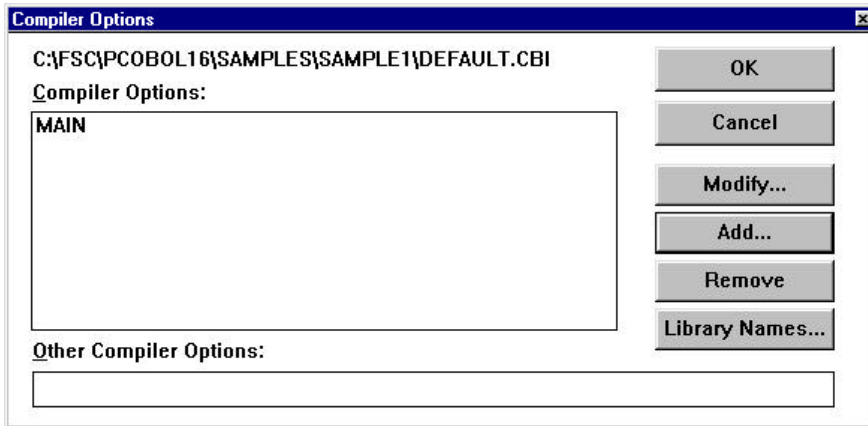 Compiler Options
C:\FSC\PCOBOL16\SAMPLES\SAMPLE1\DEFAULT.CBI
Compiler Options:
MAIN
OK
Cancel
Modify...
Add...
Remove
Library Names...
Other Compiler Options: